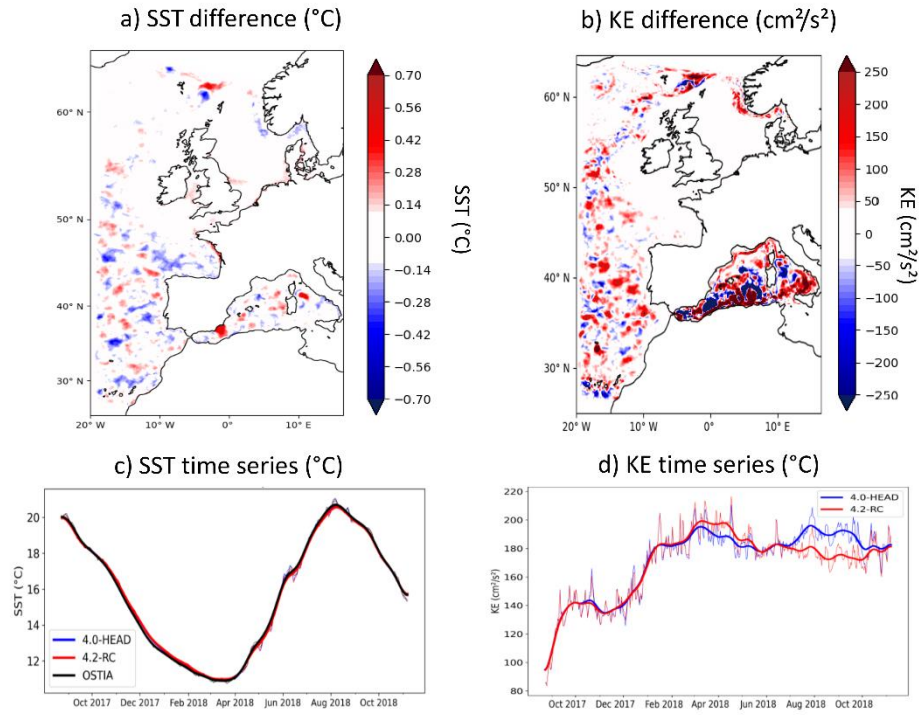 a) SST difference (°C)
b) KE difference (cm²/s²)
60° N
50° N
40° N
30° N
20° W
10° W
0°
10° E
0.70
0.56
0.42
0.28
0.14
0.00
−0.14
−0.28
−0.42
−0.56
−0.70
SST (°C)
60° N
50° N
40° N
30° N
20° W
10° W
0°
10° E
250
200
150
100
50
0
−50
−100
−150
−200
−250
KE (cm²/s²)
c) SST time series (°C)
d) KE time series (°C)
20
18
16
14
12
SST (°C)
4.0-HEAD
4.2-RC
OSTIA
Oct 2017
Dec 2017
Feb 2018
Apr 2018
Jun 2018
Aug 2018
Oct 2018
220
200
180
160
140
120
100
80
KE (cm²/s²)
4.0-HEAD
4.2-RC
Oct 2017
Dec 2017
Feb 2018
Apr 2018
Jun 2018
Aug 2018
Oct 2018